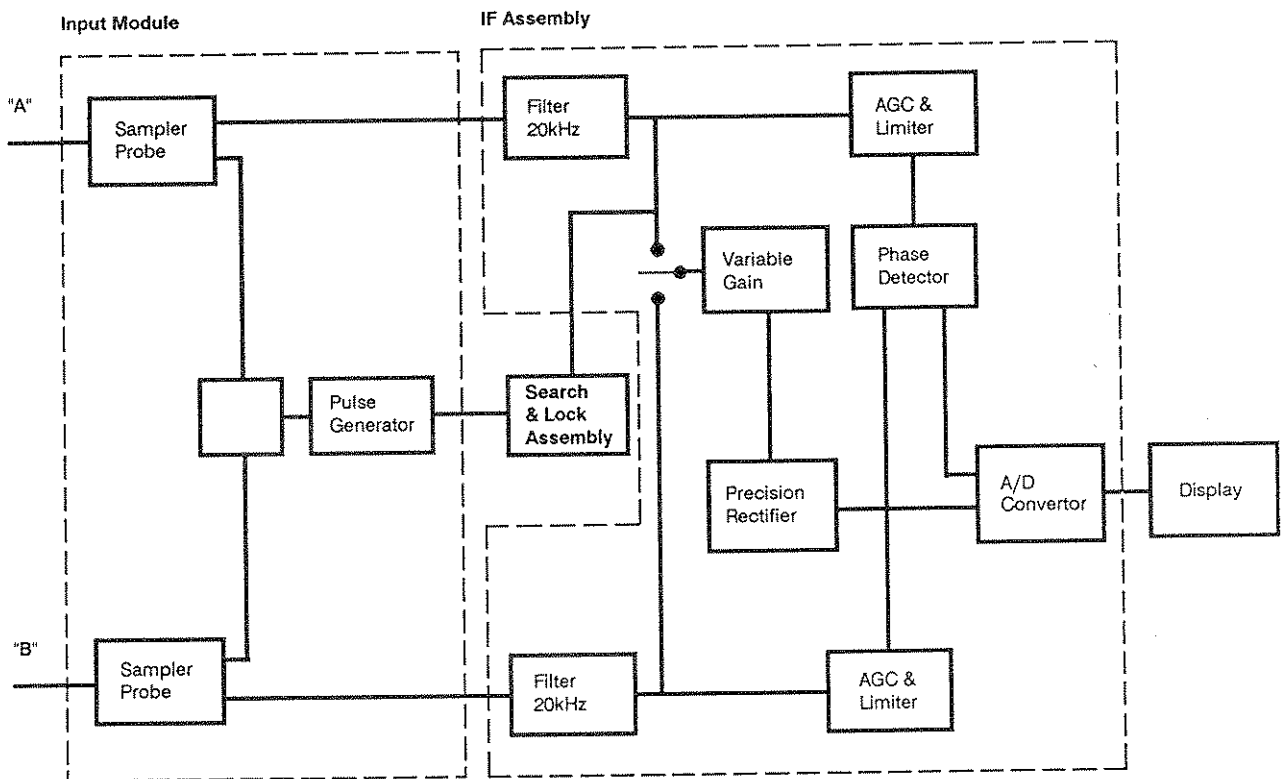 Input Module
IF Assembly
"A"
Sampler
Probe
Filter
20kHz
AGC &
Limiter
Variable
Gain
Phase
Detector
Pulse
Generator
Search
& Lock
Assembly
Precision
Rectifier
A/D
Convertor
Display
"B"
Sampler
Probe
Filter
20kHz
AGC &
Limiter